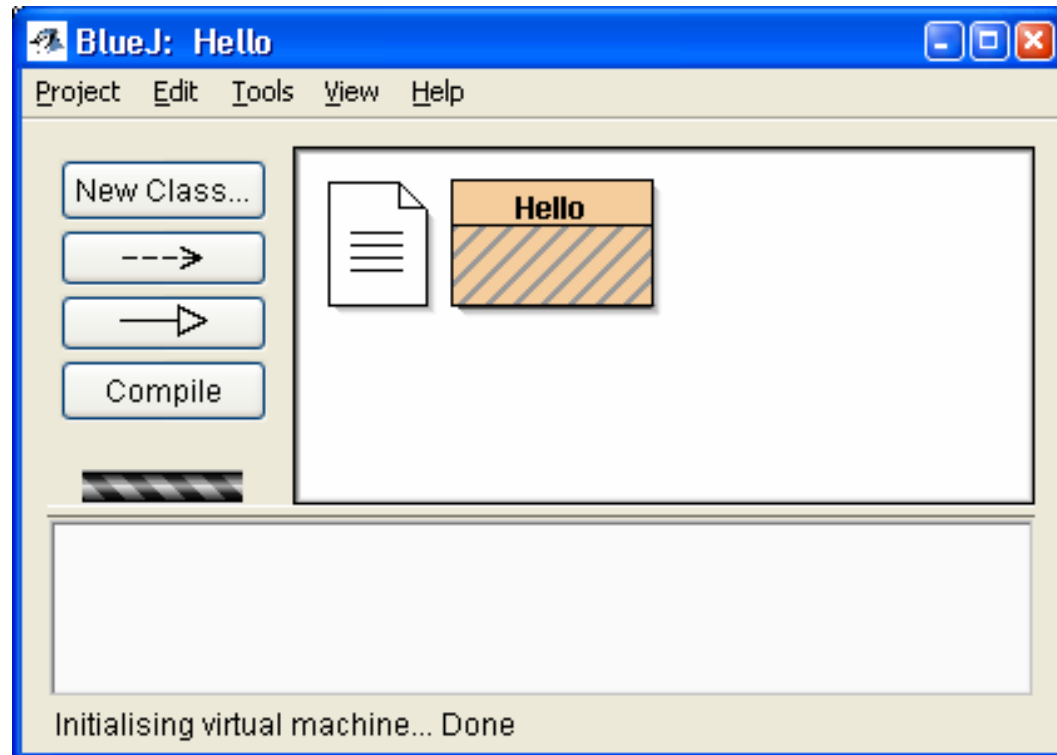 BlueJ: Hello
Project Edit Tools View Help
New Class...
Hello
Compile
Initialising virtual machine... Done